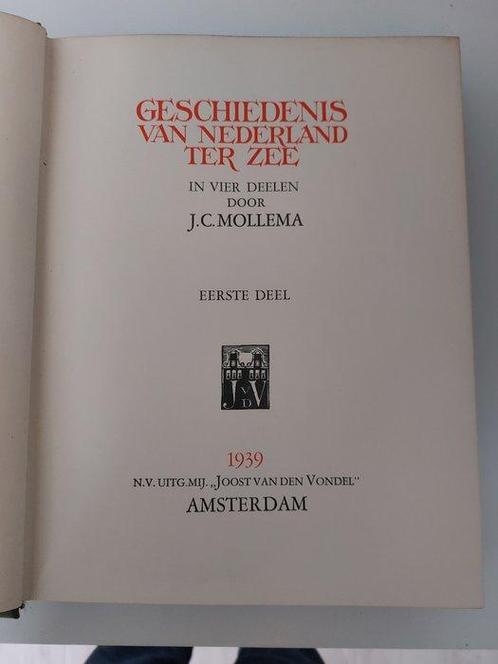 GESCHIEDENIS
VAN NEDERLAND
TER ZEE
IN VIER DEELEN
DOOR
J.C. MOLLEMA
EERSTE DEEL
J V D V
1939
N.V. UITG.MIJ. „JOOST VAN DEN VONDEL"
AMSTERDAM